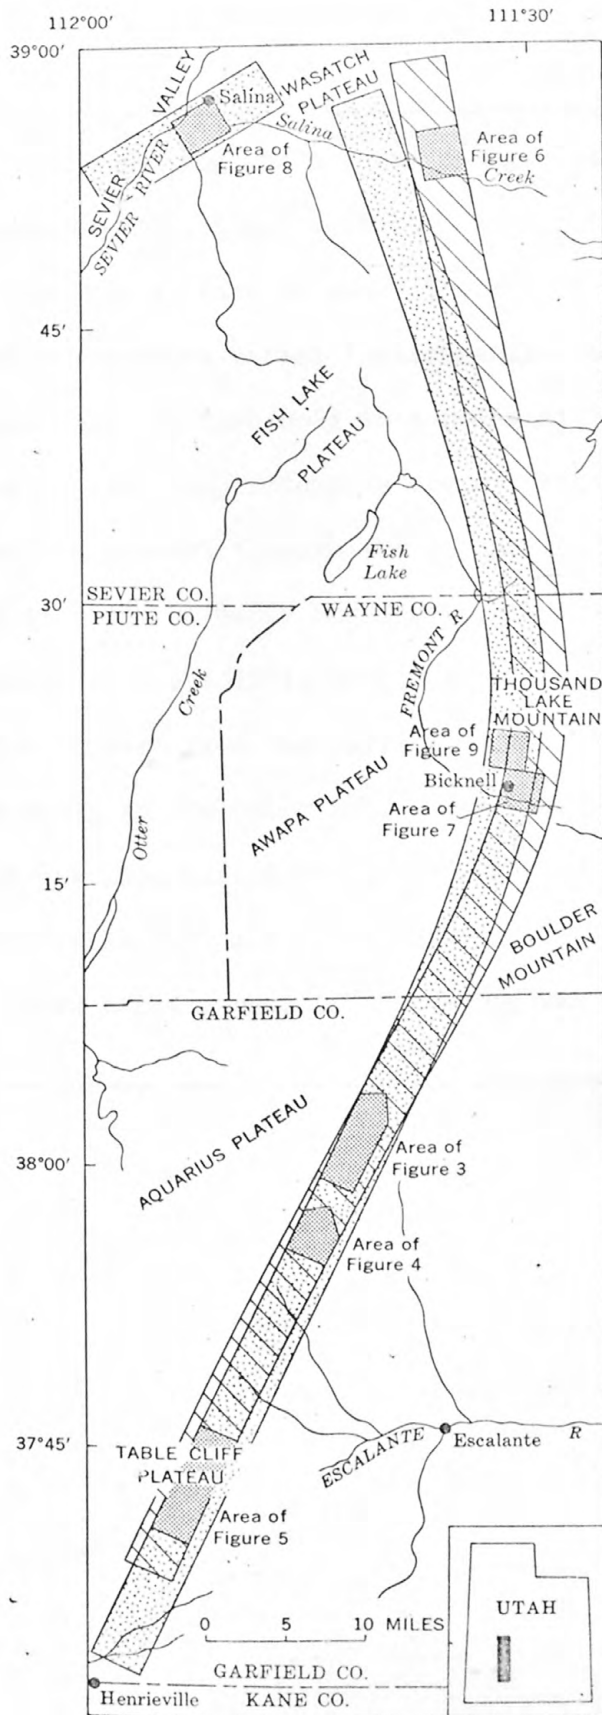 112°00'
111°30'
39°00'
VALLEY
WASATCH
PLATEAU
Salina
Salina
Creek
Area of
Figure 8
Area of
Figure 6
SEVIER
SEVIER RIVER
45'
FISH LAKE
PLATEAU
Fish
Lake
30'
SEVIER CO.
PIUTE CO.
WAYNE CO.
FREMONT R
Creek
Otter
THOUSAND
LAKE
MOUNTAIN
Area of
Figure 9
Bicknell
Area of
Figure 7
AWAPA PLATEAU
15'
BOULDER
MOUNTAIN
GARFIELD CO.
AQUARIUS PLATEAU
38°00'
Area of
Figure 3
Area of
Figure 4
37°45'
TABLE CLIFF
PLATEAU
ESCALANTE R
Escalante
Area of
Figure 5
0 5 10 MILES
UTAH
GARFIELD CO.
KANE CO.
Henrieville